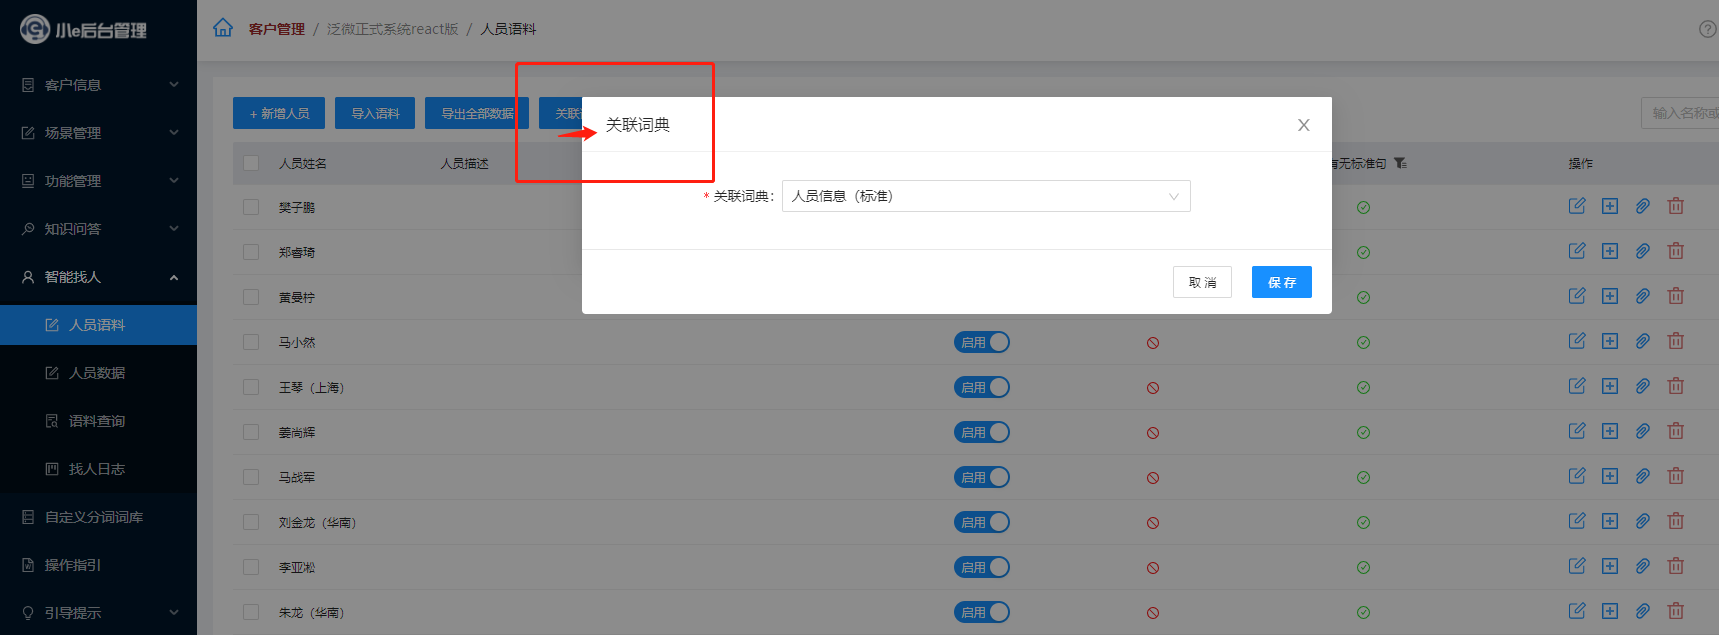 小e后台管理
客户信息
场景管理
功能管理
知识问答
智能找人
人员语料
人员数据
语料查询
找人日志
自定义分词词库
操作指引
引导提示
客户管理 / 泛微正式系统react版 / 人员语料
+ 新增人员
导入语料
导出全部数据
关联
输入名称或
人员姓名
人员描述
有无标准句
操作
关联词典
* 关联词典：
人员信息（标准）
取 消
保 存
樊子鹏
郑睿琦
黄曼柠
马小然
启用
王琴（上海）
启用
姜尚辉
启用
马战军
启用
刘金龙（华南）
启用
李亚凇
启用
朱龙（华南）
启用